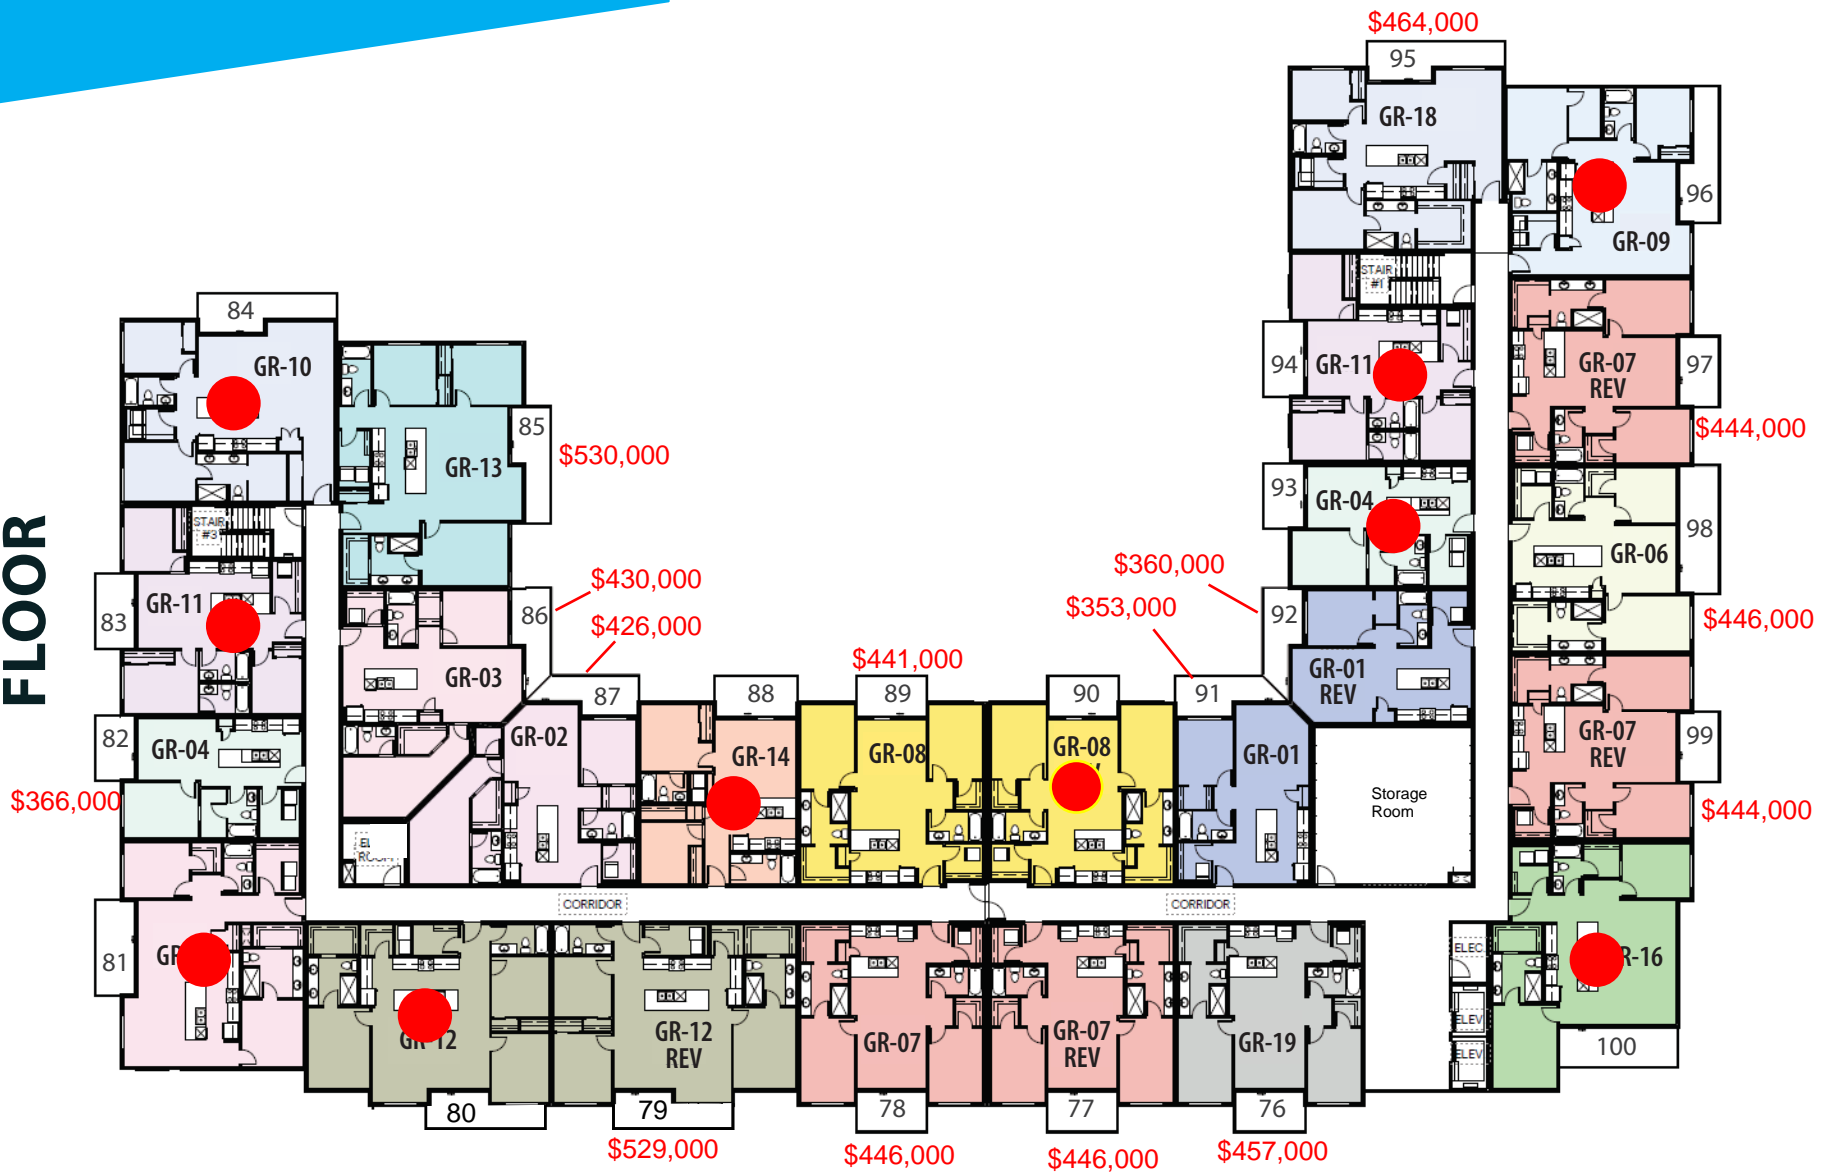 $464,000
95
GR-18
96
GR-09
STAIR
#1
84
GR-10
94
GR-11
GR-07
REV
97
$444,000
85
$530,000
GR-13
93
GR-04
98
GR-06
$446,000
FLOOR
STAIR
#3
83
GR-11
86
$430,000
$426,000
GR-03
87
$360,000
$353,000
92
GR-01
REV
91
82
GR-04
$366,000
GR-02
88
GR-14
$441,000
89
GR-08
90
GR-08
GR-01
Storage
Room
GR-07
REV
99
$444,000
CORRIDOR
CORRIDOR
81
GR-12
80
GR-12
REV
79
$529,000
GR-07
78
$446,000
GR-07
REV
77
$446,000
GR-19
76
$457,000
ELEC
ELEV
ELEV
R-16
100